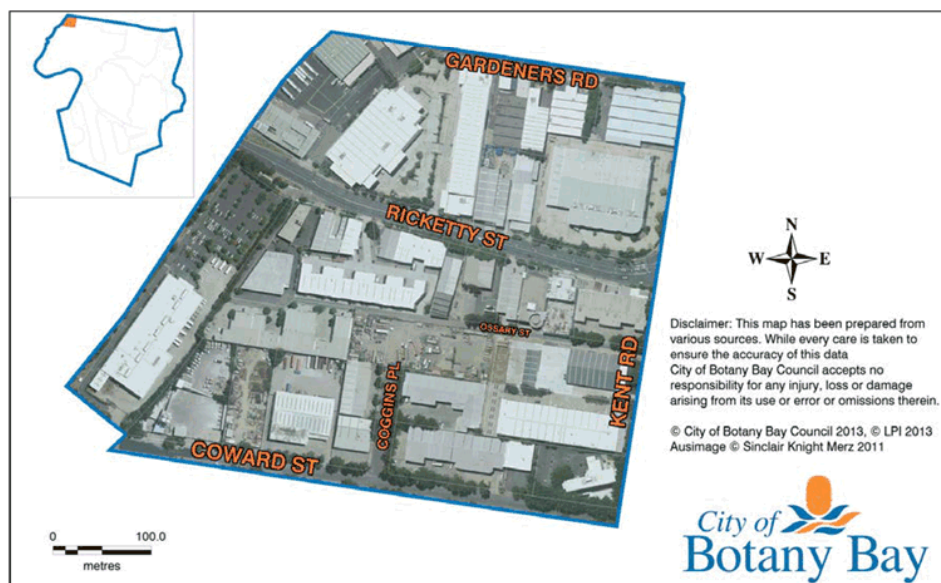 GARDENERS RD
RICKETTY ST
OSSARY ST
KENT RD
COGGINS PL
COWARD ST
N
W E
S
Disclaimer: This map has been prepared from
various sources. While every care is taken to
ensure the accuracy of this data
City of Botany Bay Council accepts no
responsibility for any injury, loss or damage
arising from its use or error or omissions therein.
© City of Botany Bay Council 2013, © LPI 2013
Ausimage © Sinclair Knight Merz 2011
0 100.0
metres
City of
Botany Bay